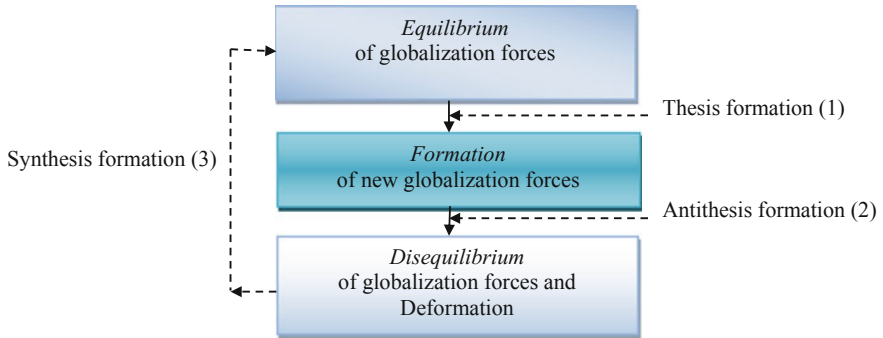 Equilibrium
of globalization forces
Thesis formation (1)
Formation
of new globalization forces
Synthesis formation (3)
Antithesis formation (2)
Disequilibrium
of globalization forces and
Deformation